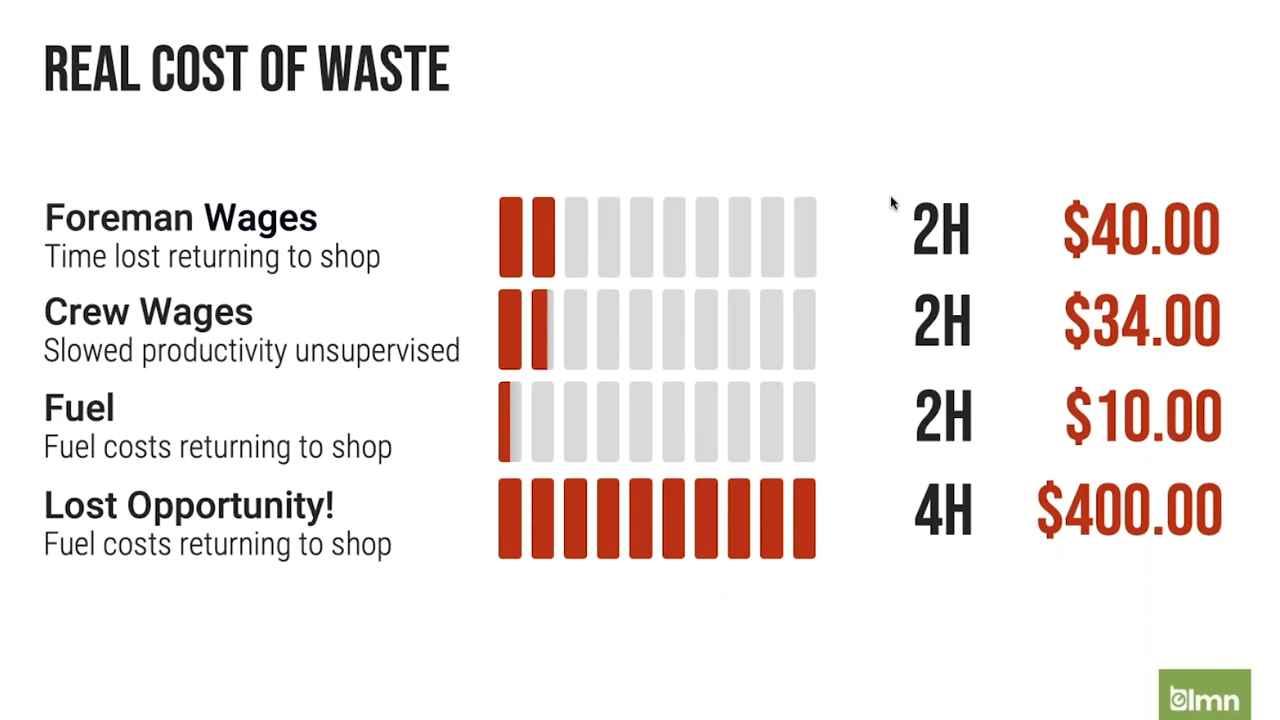 REAL COST OF WASTE
Foreman Wages
Time lost returning to shop
2H $40.00
Crew Wages
Slowed productivity unsupervised
2H $34.00
Fuel
Fuel costs returning to shop
2H $10.00
Lost Opportunity!
Fuel costs returning to shop
4H $400.00
lmn